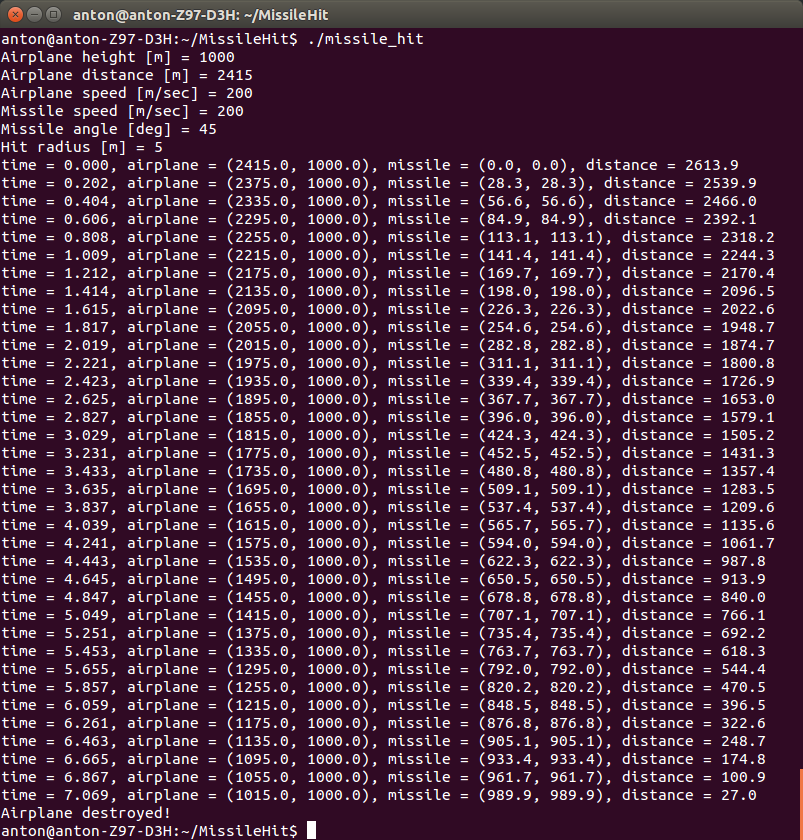 anton@anton-Z97-D3H: ~/MissileHit
anton@anton-Z97-D3H:~/MissileHit$ ./missile_hit
Airplane height [m] = 1000
Airplane distance [m] = 2415
Airplane speed [m/sec] = 200
Missile speed [m/sec] = 200
Missile angle [deg] = 45
Hit radius [m] = 5
time = 0.000, airplane = (2415.0, 1000.0), missile = (0.0, 0.0), distance = 2613.9
time = 0.202, airplane = (2375.0, 1000.0), missile = (28.3, 28.3), distance = 2539.9
time = 0.404, airplane = (2335.0, 1000.0), missile = (56.6, 56.6), distance = 2466.0
time = 0.606, airplane = (2295.0, 1000.0), missile = (84.9, 84.9), distance = 2392.1
time = 0.808, airplane = (2255.0, 1000.0), missile = (113.1, 113.1), distance = 2318.2
time = 1.009, airplane = (2215.0, 1000.0), missile = (141.4, 141.4), distance = 2244.3
time = 1.212, airplane = (2175.0, 1000.0), missile = (169.7, 169.7), distance = 2170.4
time = 1.414, airplane = (2135.0, 1000.0), missile = (198.0, 198.0), distance = 2096.5
time = 1.615, airplane = (2095.0, 1000.0), missile = (226.3, 226.3), distance = 2022.6
time = 1.817, airplane = (2055.0, 1000.0), missile = (254.6, 254.6), distance = 1948.7
time = 2.019, airplane = (2015.0, 1000.0), missile = (282.8, 282.8), distance = 1874.7
time = 2.221, airplane = (1975.0, 1000.0), missile = (311.1, 311.1), distance = 1800.8
time = 2.423, airplane = (1935.0, 1000.0), missile = (339.4, 339.4), distance = 1726.9
time = 2.625, airplane = (1895.0, 1000.0), missile = (367.7, 367.7), distance = 1653.0
time = 2.827, airplane = (1855.0, 1000.0), missile = (396.0, 396.0), distance = 1579.1
time = 3.029, airplane = (1815.0, 1000.0), missile = (424.3, 424.3), distance = 1505.2
time = 3.231, airplane = (1775.0, 1000.0), missile = (452.5, 452.5), distance = 1431.3
time = 3.433, airplane = (1735.0, 1000.0), missile = (480.8, 480.8), distance = 1357.4
time = 3.635, airplane = (1695.0, 1000.0), missile = (509.1, 509.1), distance = 1283.5
time = 3.837, airplane = (1655.0, 1000.0), missile = (537.4, 537.4), distance = 1209.6
time = 4.039, airplane = (1615.0, 1000.0), missile = (565.7, 565.7), distance = 1135.6
time = 4.241, airplane = (1575.0, 1000.0), missile = (594.0, 594.0), distance = 1061.7
time = 4.443, airplane = (1535.0, 1000.0), missile = (622.3, 622.3), distance = 987.8
time = 4.645, airplane = (1495.0, 1000.0), missile = (650.5, 650.5), distance = 913.9
time = 4.847, airplane = (1455.0, 1000.0), missile = (678.8, 678.8), distance = 840.0
time = 5.049, airplane = (1415.0, 1000.0), missile = (707.1, 707.1), distance = 766.1
time = 5.251, airplane = (1375.0, 1000.0), missile = (735.4, 735.4), distance = 692.2
time = 5.453, airplane = (1335.0, 1000.0), missile = (763.7, 763.7), distance = 618.3
time = 5.655, airplane = (1295.0, 1000.0), missile = (792.0, 792.0), distance = 544.4
time = 5.857, airplane = (1255.0, 1000.0), missile = (820.2, 820.2), distance = 470.5
time = 6.059, airplane = (1215.0, 1000.0), missile = (848.5, 848.5), distance = 396.5
time = 6.261, airplane = (1175.0, 1000.0), missile = (876.8, 876.8), distance = 322.6
time = 6.463, airplane = (1135.0, 1000.0), missile = (905.1, 905.1), distance = 248.7
time = 6.665, airplane = (1095.0, 1000.0), missile = (933.4, 933.4), distance = 174.8
time = 6.867, airplane = (1055.0, 1000.0), missile = (961.7, 961.7), distance = 100.9
time = 7.069, airplane = (1015.0, 1000.0), missile = (989.9, 989.9), distance = 27.0
Airplane destroyed!
anton@anton-Z97-D3H:~/MissileHit$